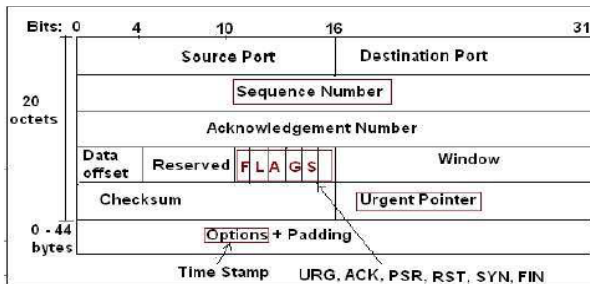 Bits: 0 4 10 16 31
Source Port Destination Port
Sequence Number
20 octets
Acknowledgement Number
Data offset Reserved F L A G S Window
Checksum Urgent Pointer
0 - 44 bytes
Options + Padding
Time Stamp URG, ACK, PSR, RST, SYN, FIN